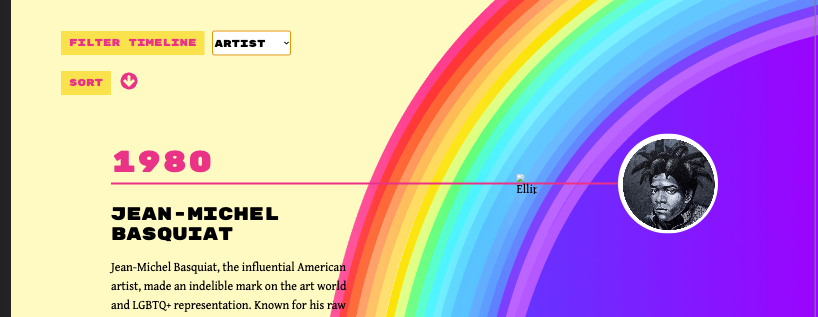 FILTER TIMELINE
ARTIST
SORT
1980
Ellip
JEAN-MICHEL
BASQUIAT
Jean-Michel Basquiat, the influential American
artist, made an indelible mark on the art world
and LGBTQ+ representation. Known for his raw